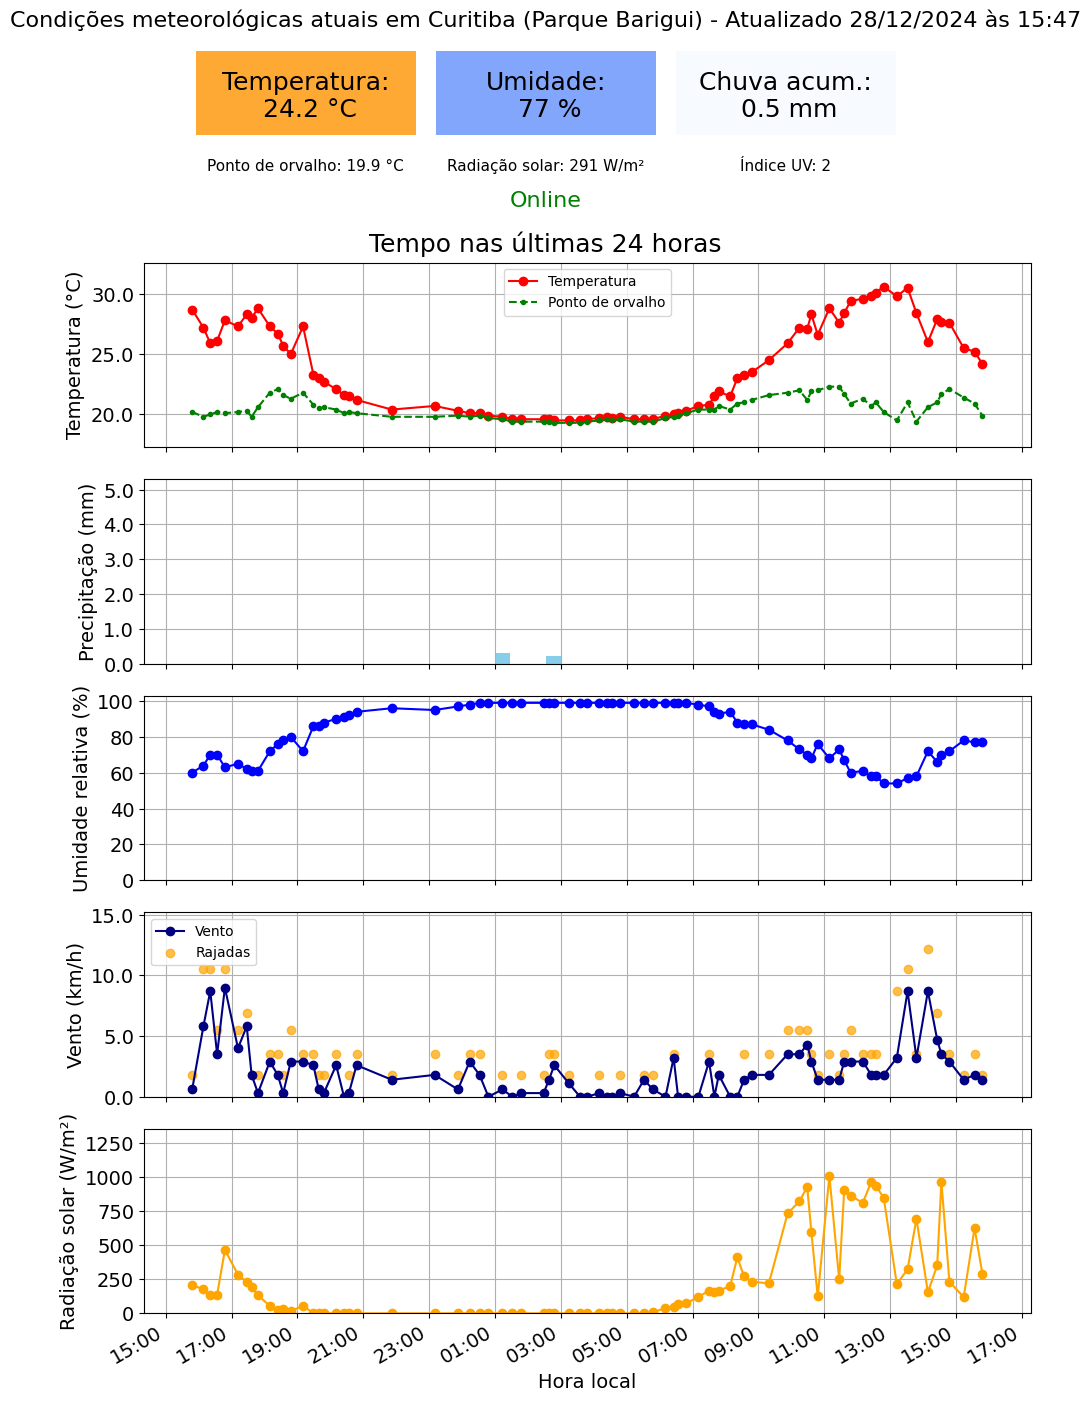 Condições meteorológicas atuais em Curitiba (Parque Barigui) - Atualizado 28/12/2024 às 15:47
Temperatura:
24.2 °C
Umidade:
77 %
Chuva acum.:
0.5 mm
Ponto de orvalho: 19.9 °C
Radiação solar: 291 W/m²
Índice UV: 2
Online
Tempo nas últimas 24 horas
Temperatura (°C)
30.0
25.0
20.0
Temperatura
Ponto de orvalho
Precipitação (mm)
5.0
4.0
3.0
2.0
1.0
0.0
Umidade relativa (%)
100
80
60
40
20
0
Vento (km/h)
15.0
10.0
5.0
0.0
Vento
Rajadas
Radiação solar (W/m²)
1250
1000
750
500
250
0
15:00
17:00
19:00
21:00
23:00
01:00
03:00
05:00
07:00
09:00
11:00
13:00
15:00
17:00
Hora local